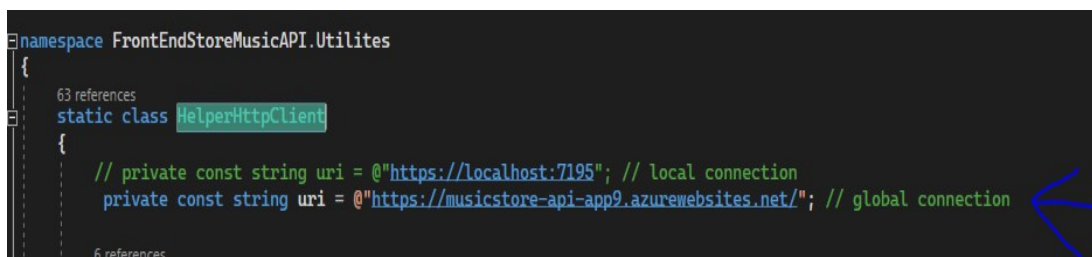 namespace FrontEndStoreMusicAPI.Utilites
{
63 references
static class HelperHttpClient
{
// private const string uri = @"https://localhost:7195"; // local connection
private const string uri = @"https://musicstore-api-app9.azurewebsites.net/"; // global connection
6 references